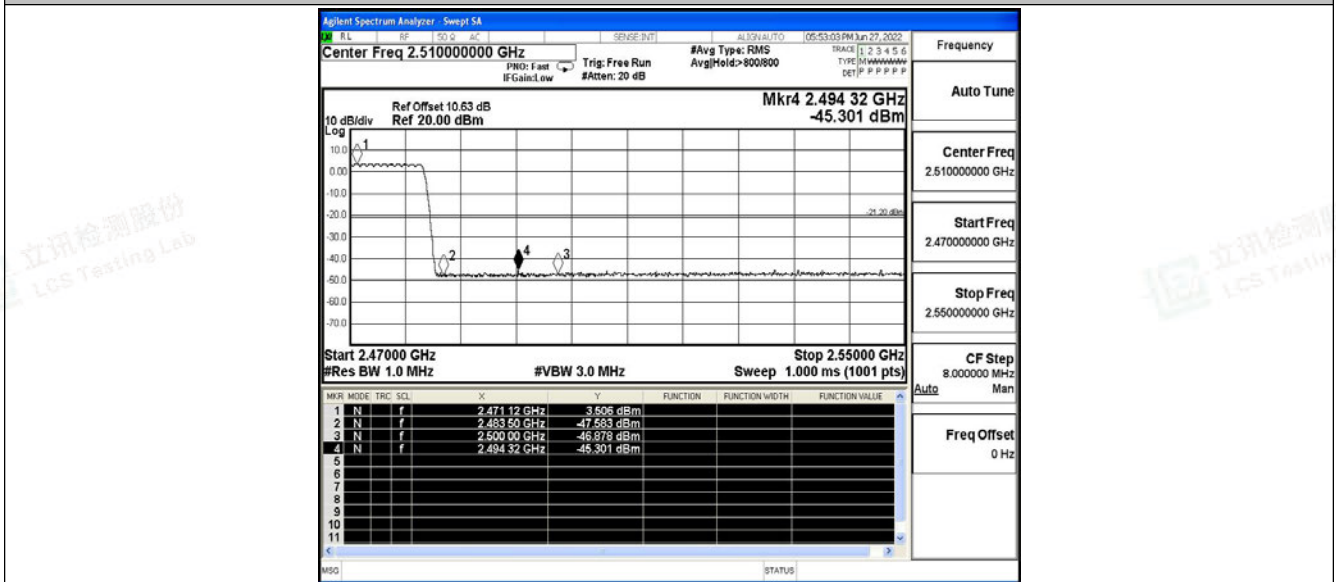 Agilent Spectrum Analyzer - Swept SA
RL RF 50 Ω AC SENSE:INT ALIGNAUTO 05:53:03 PM Jun 27, 2022
Center Freq 2.510000000 GHz
PNO: Fast
IFGain:Low
Trig: Free Run
#Atten: 20 dB
#Avg Type: RMS
Avg|Hold:>800/800
TRACE 1 2 3 4 5 6
TYPE M
DET P P P P P P
Ref Offset 10.63 dB
10 dB/div Ref 20.00 dBm
Log
Mkr4 2.494 32 GHz
-45.301 dBm
10.0
0.00
-10.0
-20.0
-30.0
-40.0
-50.0
-60.0
-70.0
1
2
4
3
-21.20 dBm
Start 2.47000 GHz Stop 2.55000 GHz
#Res BW 1.0 MHz #VBW 3.0 MHz Sweep 1.000 ms (1001 pts)
MKR MODE TRC SCL X Y FUNCTION FUNCTION WIDTH FUNCTION VALUE
1 N f 2.471 12 GHz 3.506 dBm
2 N f 2.483 50 GHz -47.583 dBm
3 N f 2.500 00 GHz -46.878 dBm
4 N f 2.494 32 GHz -45.301 dBm
5
6
7
8
9
10
11
MSG STATUS
Frequency
Auto Tune
Center Freq
2.510000000 GHz
Start Freq
2.470000000 GHz
Stop Freq
2.550000000 GHz
CF Step
8.000000 MHz
Auto Man
Freq Offset
0 Hz
立讯检测股份
LCS Testing Lab
立讯检测
LCS